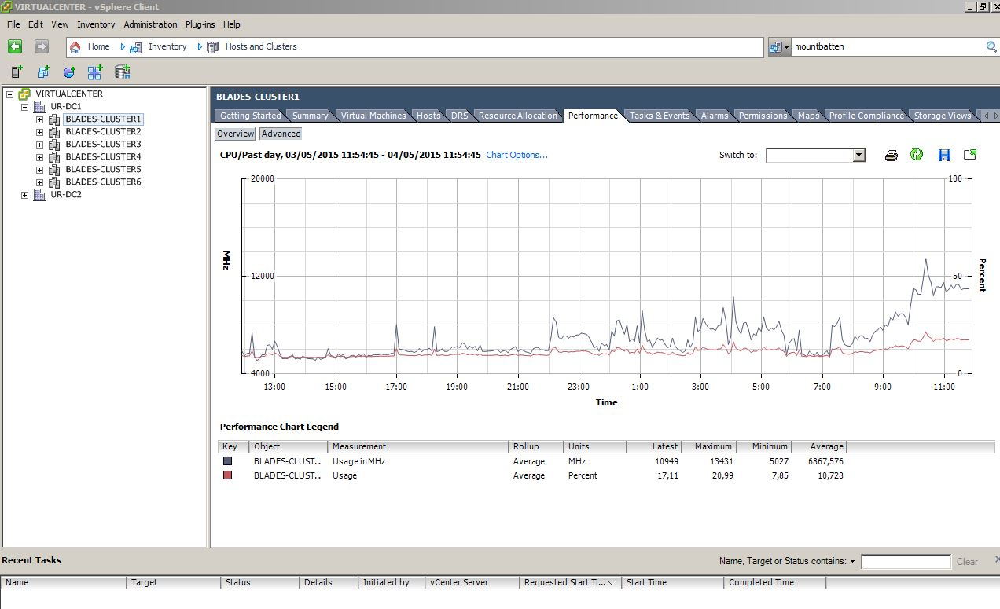 VIRTUALCENTER - vSphere Client
File Edit View Inventory Administration Plug-ins Help
Home Inventory Hosts and Clusters mountbatten
VIRTUALCENTER
UR-DC1
BLADES-CLUSTER1
BLADES-CLUSTER2
BLADES-CLUSTER3
BLADES-CLUSTER4
BLADES-CLUSTER5
BLADES-CLUSTER6
UR-DC2
BLADES-CLUSTER1
Getting Started Summary Virtual Machines Hosts DRS Resource Allocation Performance Tasks & Events Alarms Permissions Maps Profile Compliance Storage Views
Overview Advanced
CPU/Past day, 03/05/2015 11:54:45 - 04/05/2015 11:54:45 Chart Options... Switch to:
20000 100
MHz
12000 50
Percent
4000 0
13:00 15:00 17:00 19:00 21:00 23:00 1:00 3:00 5:00 7:00 9:00 11:00
Time
Performance Chart Legend
Key Object Measurement Rollup Units Latest Maximum Minimum Average
BLADES-CLUST... Usage in MHz Average MHz 10949 13431 5027 6867,576
BLADES-CLUST... Usage Average Percent 17,11 20,99 7,85 10,728
Recent Tasks Name, Target or Status contains: Clear
Name Target Status Details Initiated by vCenter Server Requested Start Ti... Start Time Completed Time